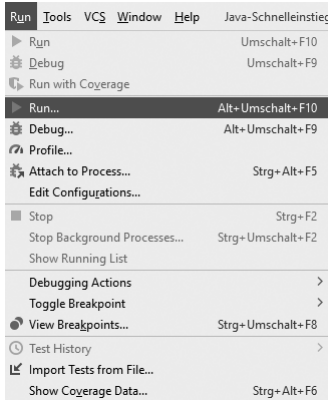 Run Tools VCS Window Help Java-Schnelleinstieg
Run Umschalt+F10
Debug Umschalt+F9
Run with Coverage
Run... Alt+Umschalt+F10
Debug... Alt+Umschalt+F9
Profile...
Attach to Process... Strg+Alt+F5
Edit Configurations...
Stop Strg+F2
Stop Background Processes... Strg+Umschalt+F2
Show Running List
Debugging Actions
Toggle Breakpoint
View Breakpoints... Strg+Umschalt+F8
Test History
Import Tests from File...
Show Coverage Data... Strg+Alt+F6